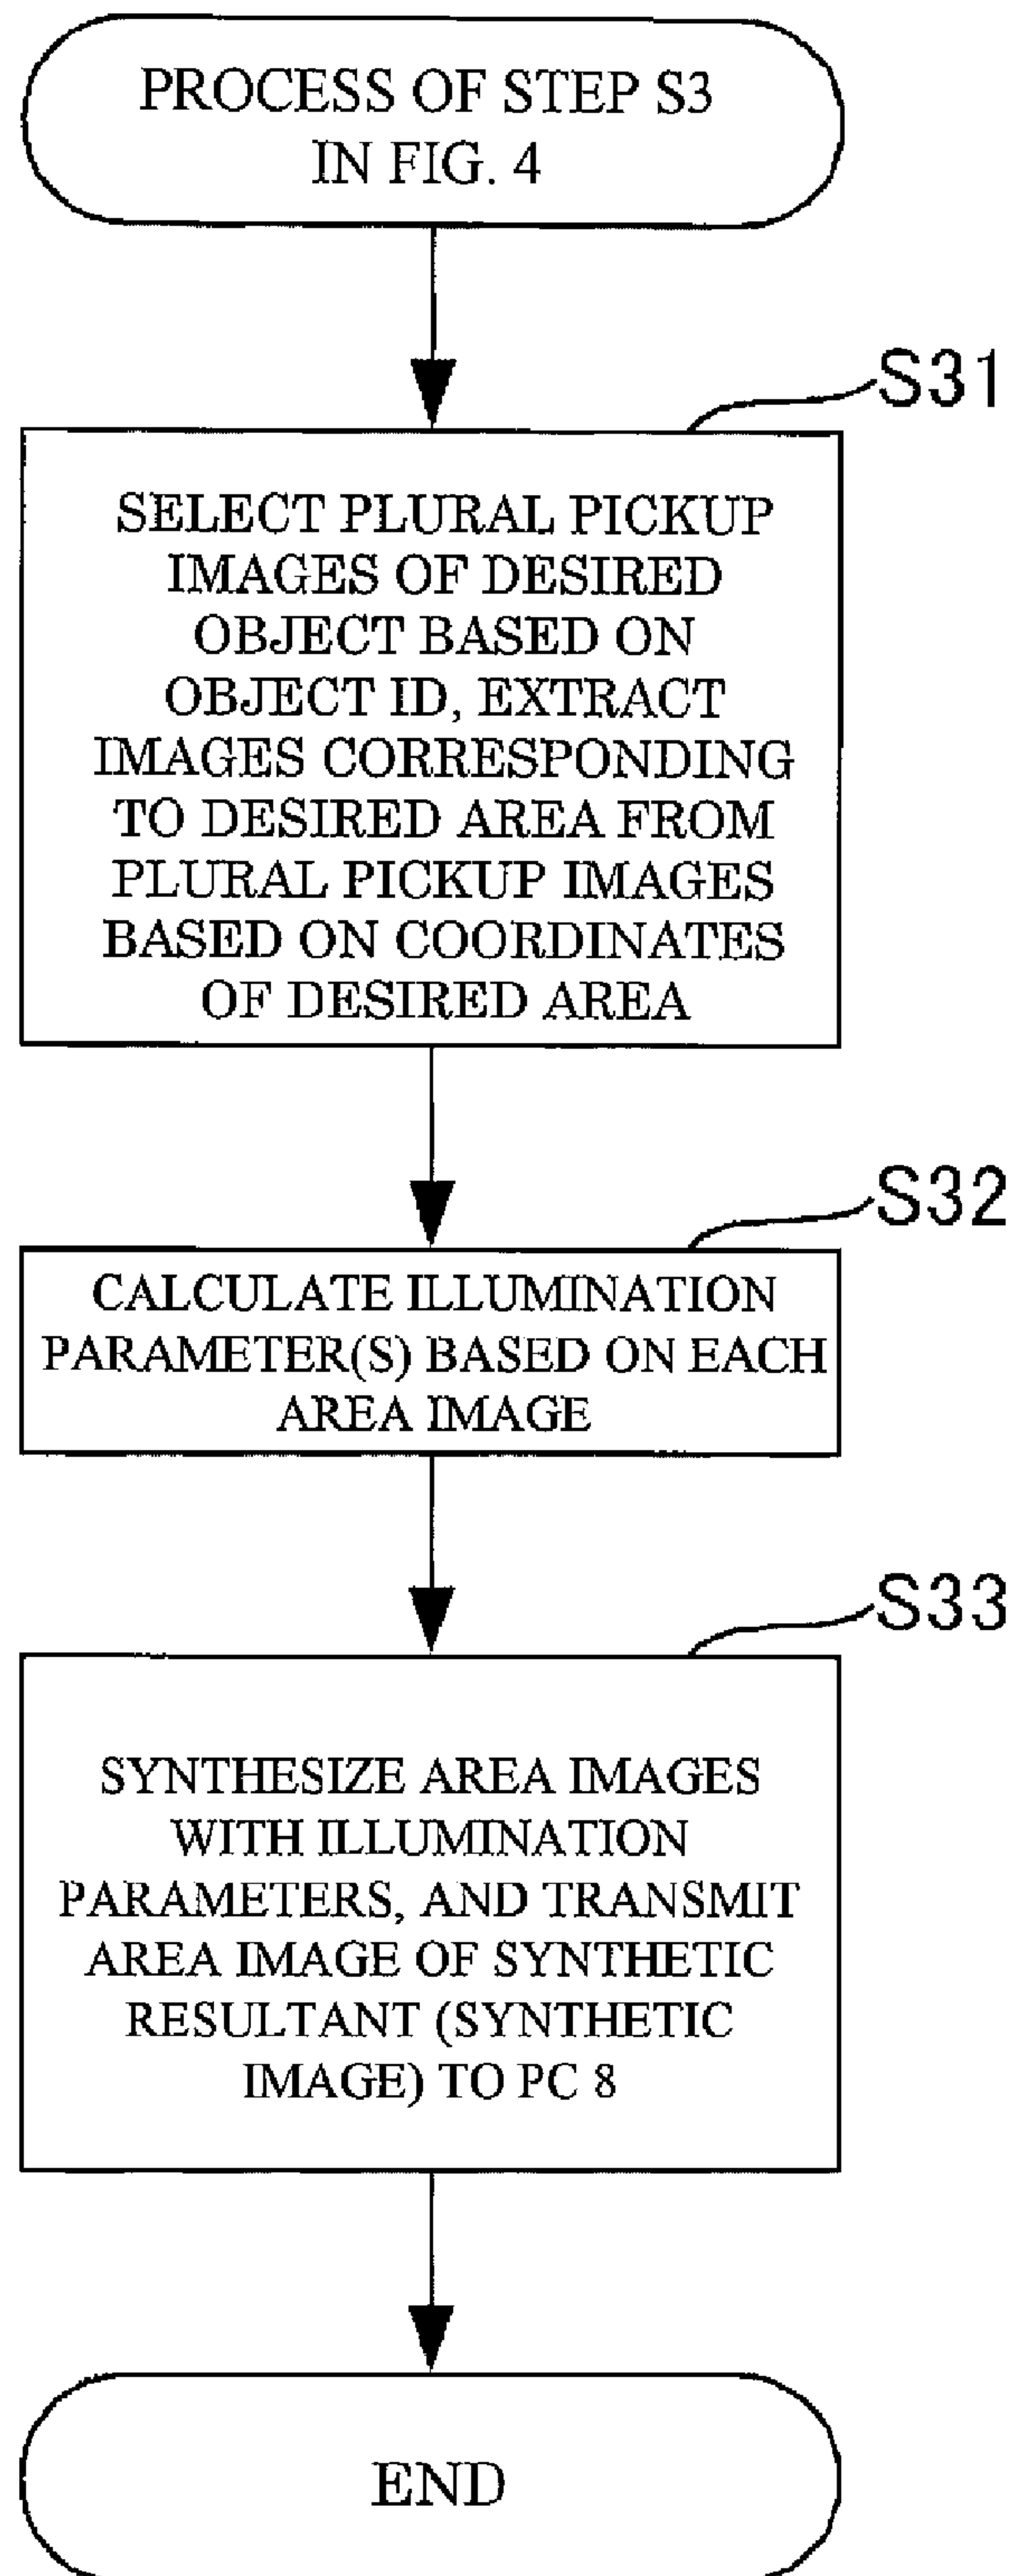 PROCESS OF STEP S3
IN FIG. 4
S31
SELECT PLURAL PICKUP
IMAGES OF DESIRED
OBJECT BASED ON
OBJECT ID, EXTRACT
IMAGES CORRESPONDING
TO DESIRED AREA FROM
PLURAL PICKUP IMAGES
BASED ON COORDINATES
OF DESIRED AREA
S32
CALCULATE ILLUMINATION
PARAMETER(S) BASED ON EACH
AREA IMAGE
S33
SYNTHESIZE AREA IMAGES
WITH ILLUMINATION
PARAMETERS, AND TRANSMIT
AREA IMAGE OF SYNTHETIC
RESULTANT (SYNTHETIC
IMAGE) TO PC 8
END